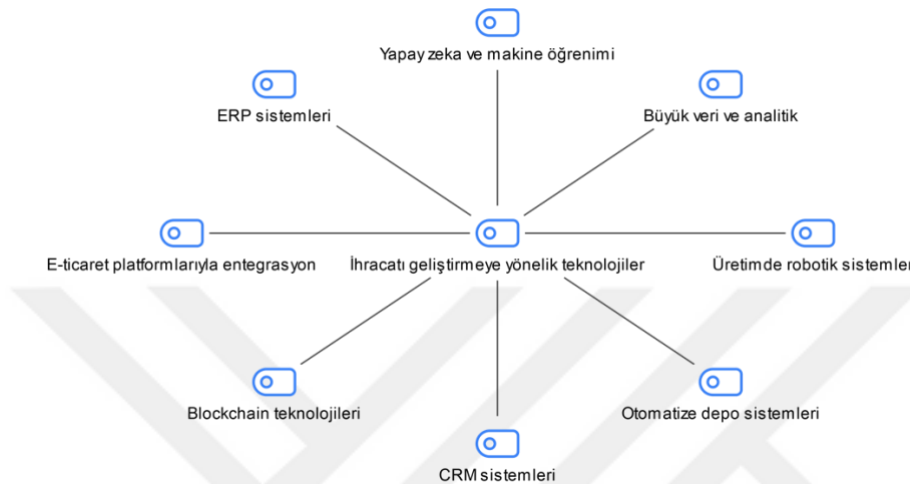 Yapay zeka ve makine öğrenimi
ERP sistemleri
Büyük veri ve analitik
E-ticaret platformlarıyla entegrasyon
İhracatı geliştirmeye yönelik teknolojiler
Üretimde robotik sistemler
Blockchain teknolojileri
Otomatize depo sistemleri
CRM sistemleri